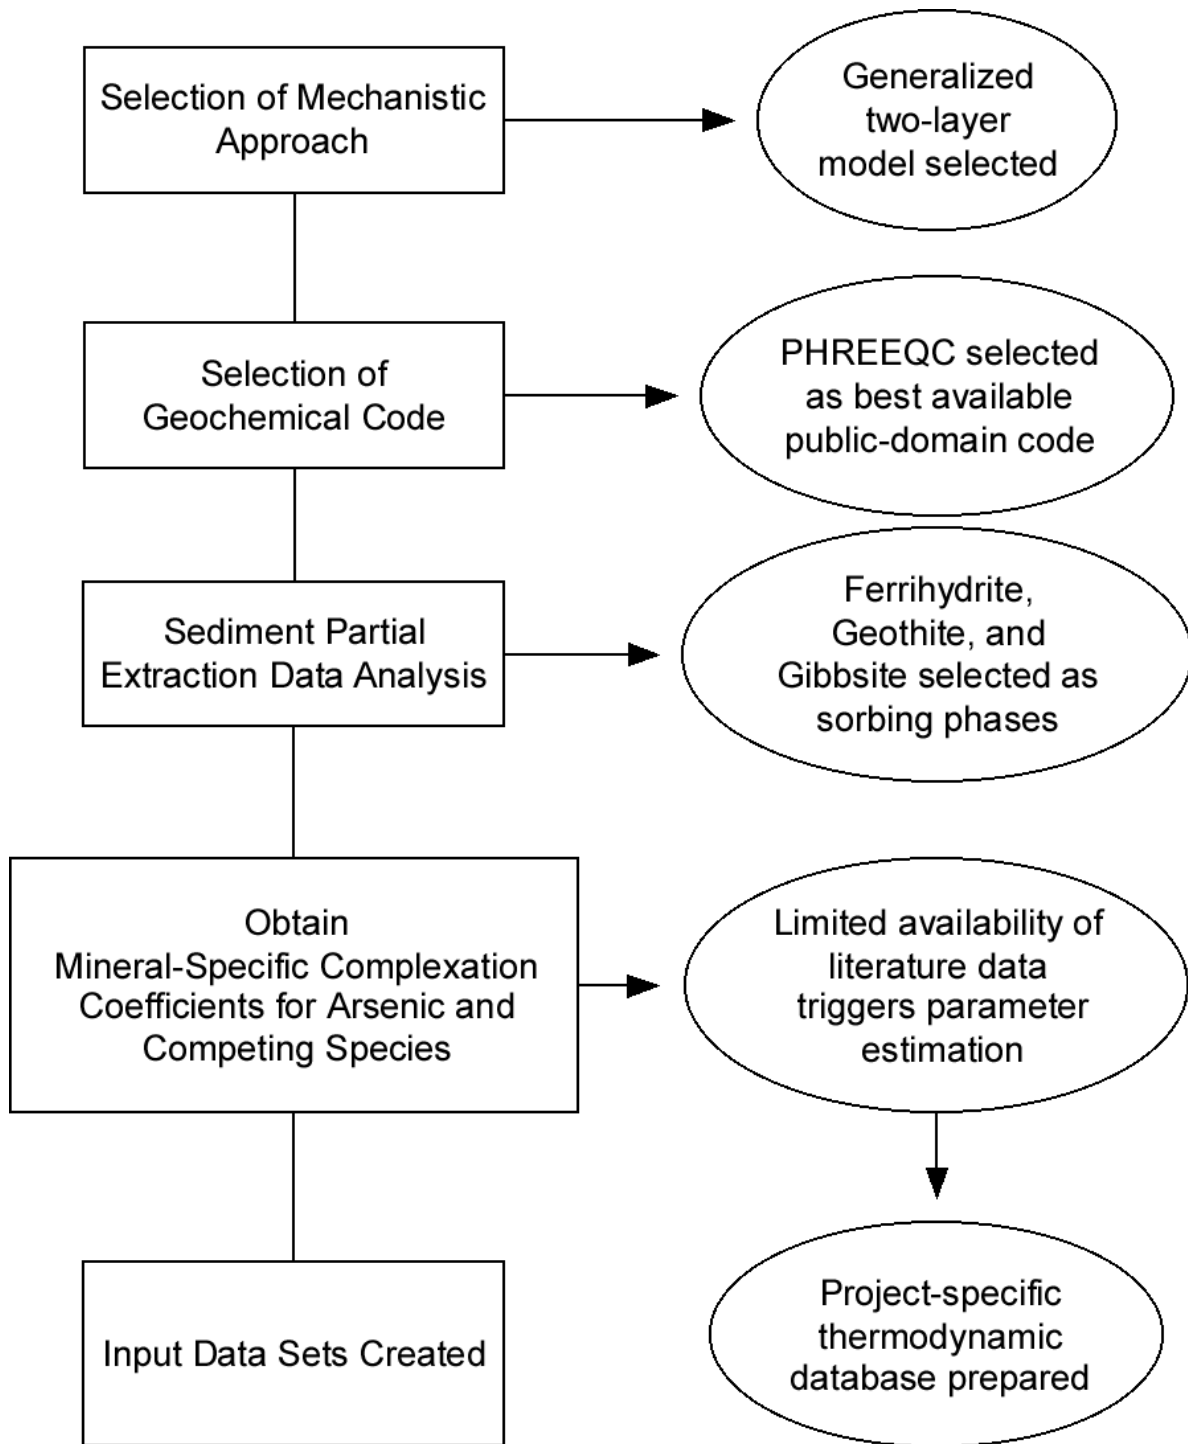 Selection of Mechanistic
Approach
Generalized
two-layer
model selected
Selection of
Geochemical Code
PHREEQC selected
as best available
public-domain code
Sediment Partial
Extraction Data Analysis
Ferrihydrite,
Geothite, and
Gibbsite selected as
sorbing phases
Obtain
Mineral-Specific Complexation
Coefficients for Arsenic and
Competing Species
Limited availability of
literature data
triggers parameter
estimation
Input Data Sets Created
Project-specific
thermodynamic
database prepared